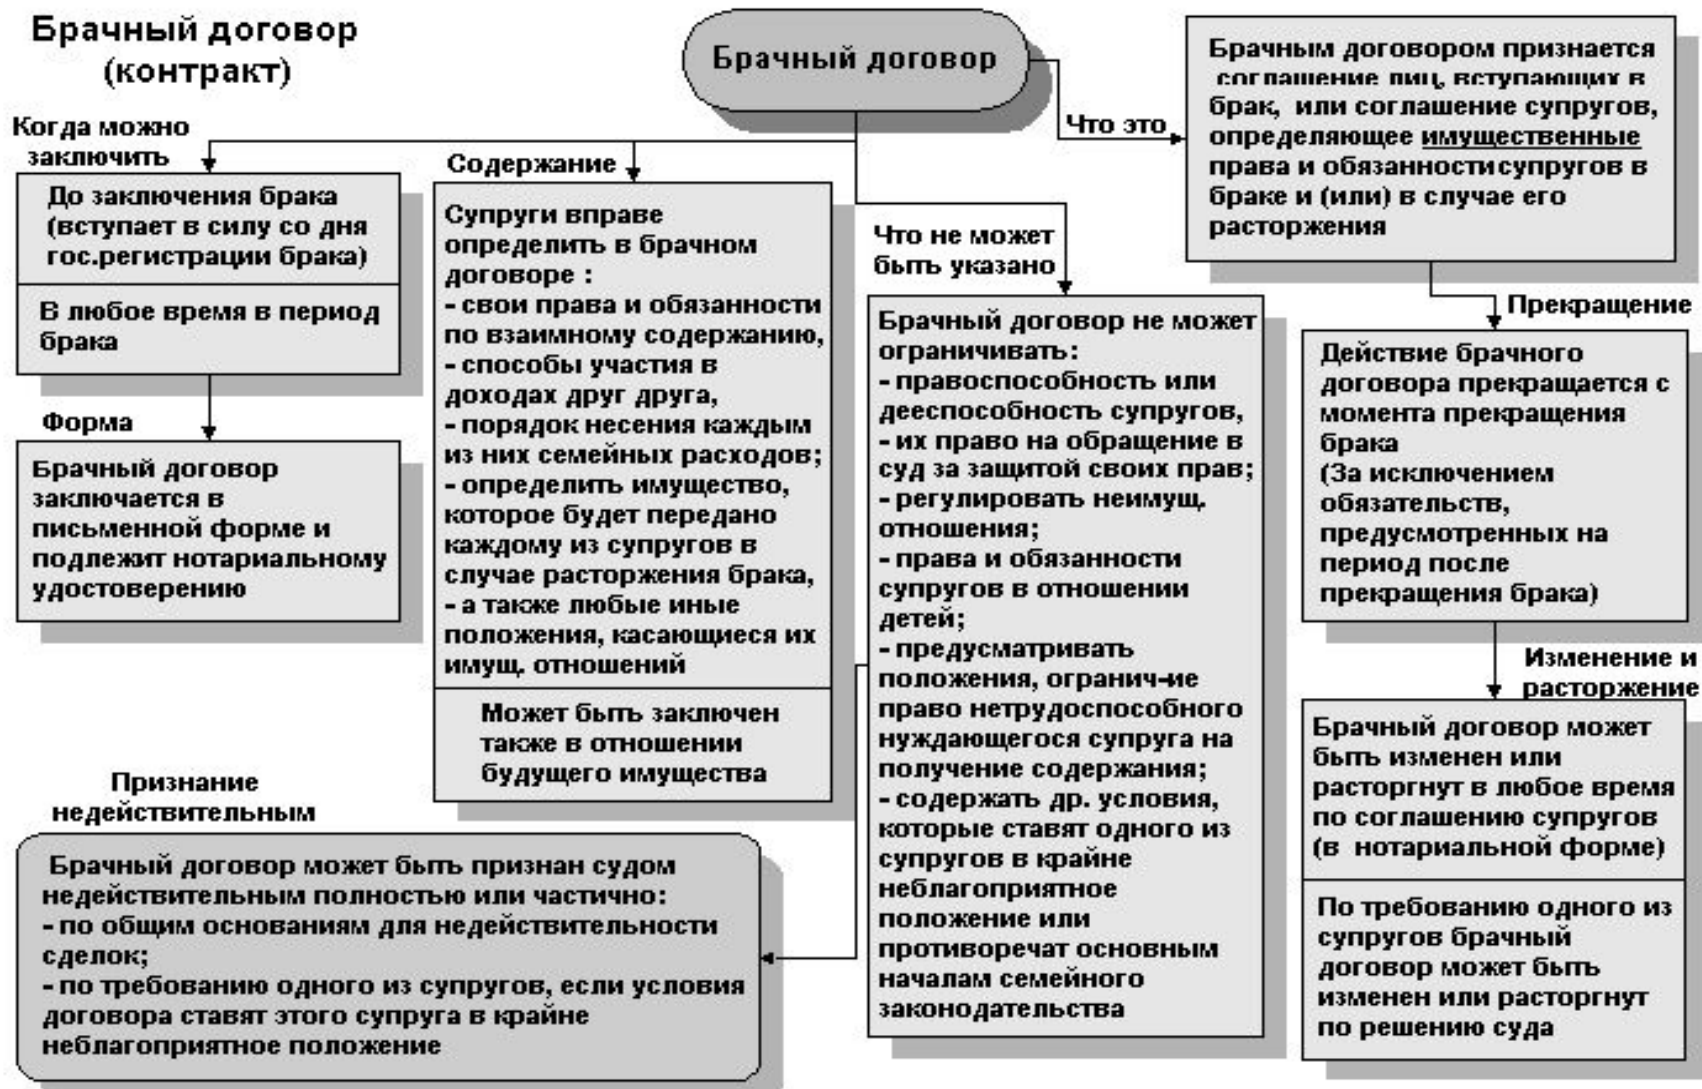 Брачный договор
(контракт)
Брачный договор
Что это
Брачным договором признается
соглашение лиц, вступающих в
брак, или соглашение супругов,
определяющее имущественные
права и обязанности супругов в
браке и (или) в случае его
расторжения
Когда можно
заключить
До заключения брака
(вступает в силу со дня
гос.регистрации брака)
В любое время в период
брака
Форма
Брачный договор
заключается в
письменной форме и
подлежит нотариальному
удостоверению
Содержание
Супруги вправе
определить в брачном
договоре :
- свои права и обязанности
по взаимному содержанию,
- способы участия в
доходах друг друга,
- порядок несения каждым
из них семейных расходов;
- определить имущество,
которое будет передано
каждому из супругов в
случае расторжения брака,
- а также любые иные
положения, касающиеся их
имущ. отношений
Может быть заключен
также в отношении
будущего имущества
Что не может
быть указано
Брачный договор не может
ограничивать:
- правоспособность или
дееспособность супругов,
- их право на обращение в
суд за защитой своих прав;
- регулировать неимущ.
отношения;
- права и обязанности
супругов в отношении
детей;
- предусматривать
положения, огранич-ие
право нетрудоспособного
нуждающегося супруга на
получение содержания;
- содержать др. условия,
которые ставят одного из
супругов в крайне
неблагоприятное
положение или
противоречат основным
началам семейного
законодательства
Прекращение
Действие брачного
договора прекращается с
момента прекращения
брака
(За исключением
обязательств,
предусмотренных на
период после
прекращения брака)
Изменение и
расторжение
Брачный договор может
быть изменен или
расторгнут в любое время
по соглашению супругов
(в нотариальной форме)
По требованию одного из
супругов брачный
договор может быть
изменен или расторгнут
по решению суда
Признание
недействительным
Брачный договор может быть признан судом
недействительным полностью или частично:
- по общим основаниям для недействительности
сделок;
- по требованию одного из супругов, если условия
договора ставят этого супруга в крайне
неблагоприятное положение